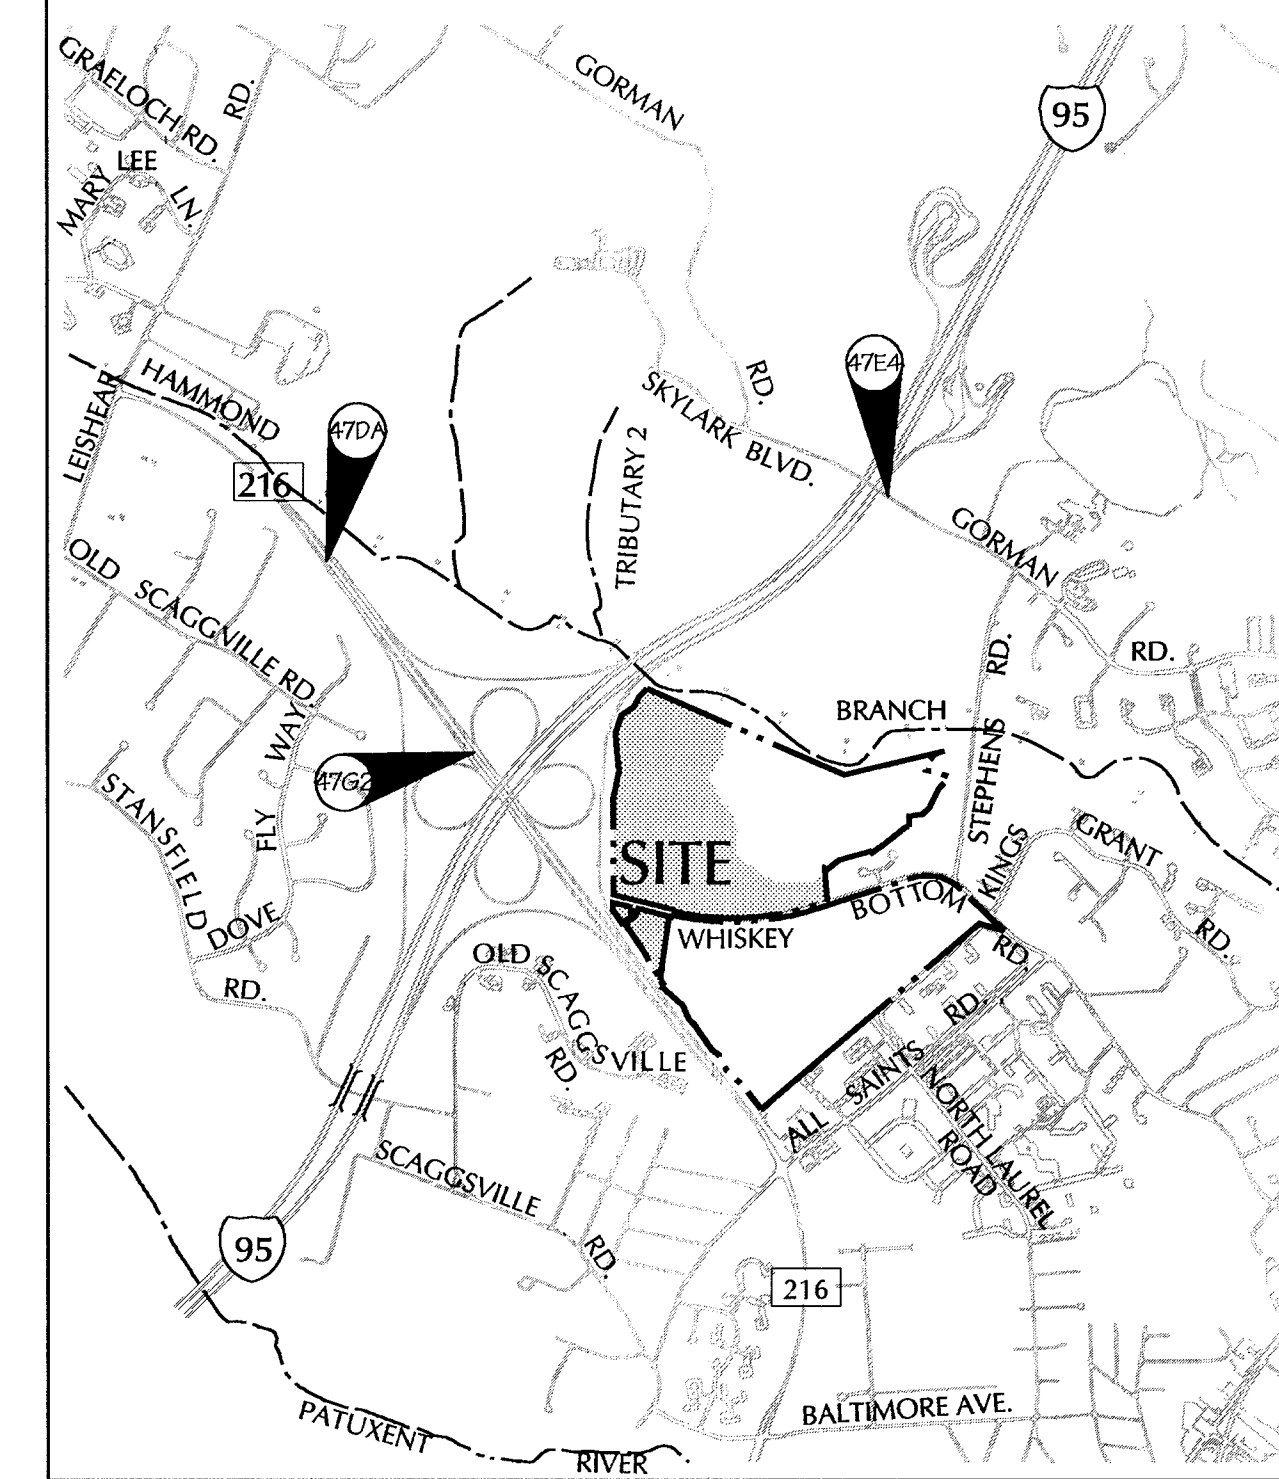 GORMAN
95
GRAELOCH RD.
RD.
MARY LEE LN.
47E4
RD.
SKYLARK BLVD.
HAMMOND
LEISHEAR
47DA
216
TRIBUTARY 2
GORMAN
RD.
OLD SCAGGVILLE RD.
RD.
BRANCH
STEPHENS
FLY WAY
47G2
STANSFIELD
KINGS
GRANT
RD.
SITE
BOTTOM
WHISKEY
RD.
DOVE
RD.
OLD SCAGGSVILLE
RD.
RD.
ALL SAINTS
NORTH LAUREL
ROAD
SCAGGSVILLE
RD.
95
216
BALTIMORE AVE.
PATUXENT
RIVER